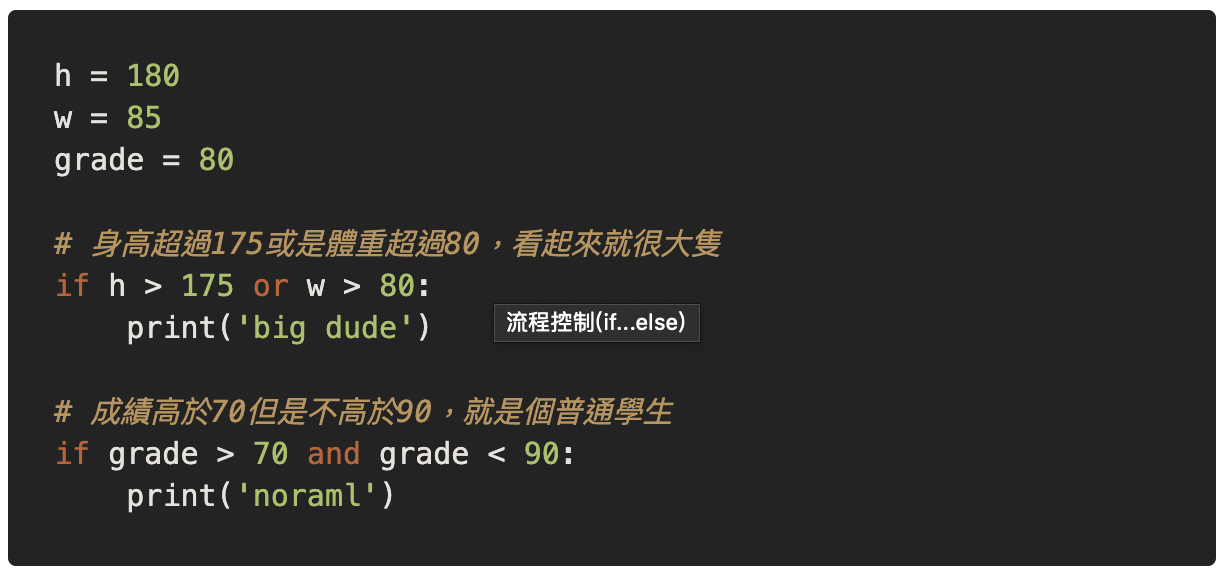 h = 180
w = 85
grade = 80
# 身高超過175或是體重超過80，看起來就很大隻
if h > 175 or w > 80:
print('big dude')
流程控制(if...else)
# 成績高於70但是不高於90，就是個普通學生
if grade > 70 and grade < 90:
print('noraml')